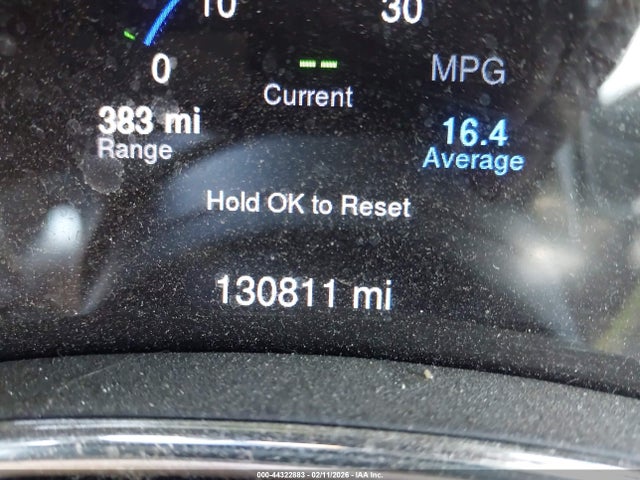 10 30
0 -- MPG
Current
383 mi 16.4
Range Average
Hold OK to Reset
130811 mi
000-44322883 - 02/11/2026 - IAA Inc.